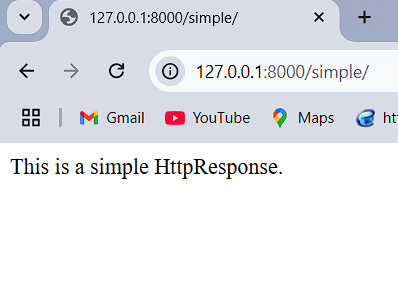 127.0.0.1:8000/simple/
127.0.0.1:8000/simple/
Gmail YouTube Maps
This is a simple HttpResponse.